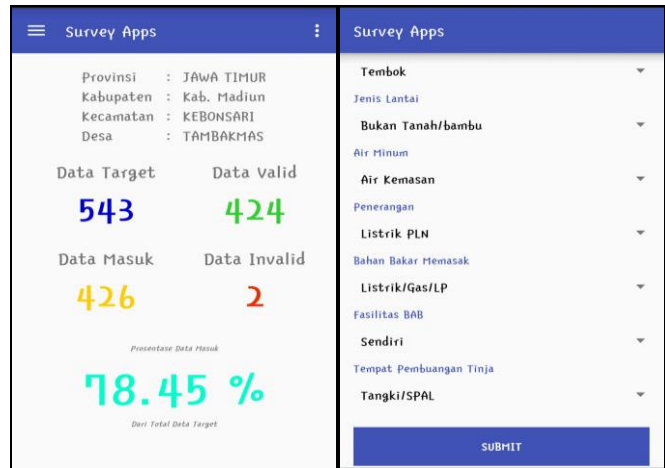 Survey Apps
Provinsi : JAWA TIMUR
Kabupaten : Kab. Madiun
Kecamatan : KEBONSARI
Desa : TAMBAKMAS
Data Target Data Valid
543 424
Data Masuk Data Invalid
426 2
Prosentase Data Masuk
78.45 %
Dari Total Data Target
Survey Apps
Tembok
Jenis Lantai
Bukan Tanah/bambu
Air Minum
Air Kemasan
Penerangan
Listrik PLN
Bahan Bakar Memasak
Listrik/Gas/LP
Fasilitas BAB
Sendiri
Tempat Pembuangan Tinja
Tangki/SPAL
SUBMIT